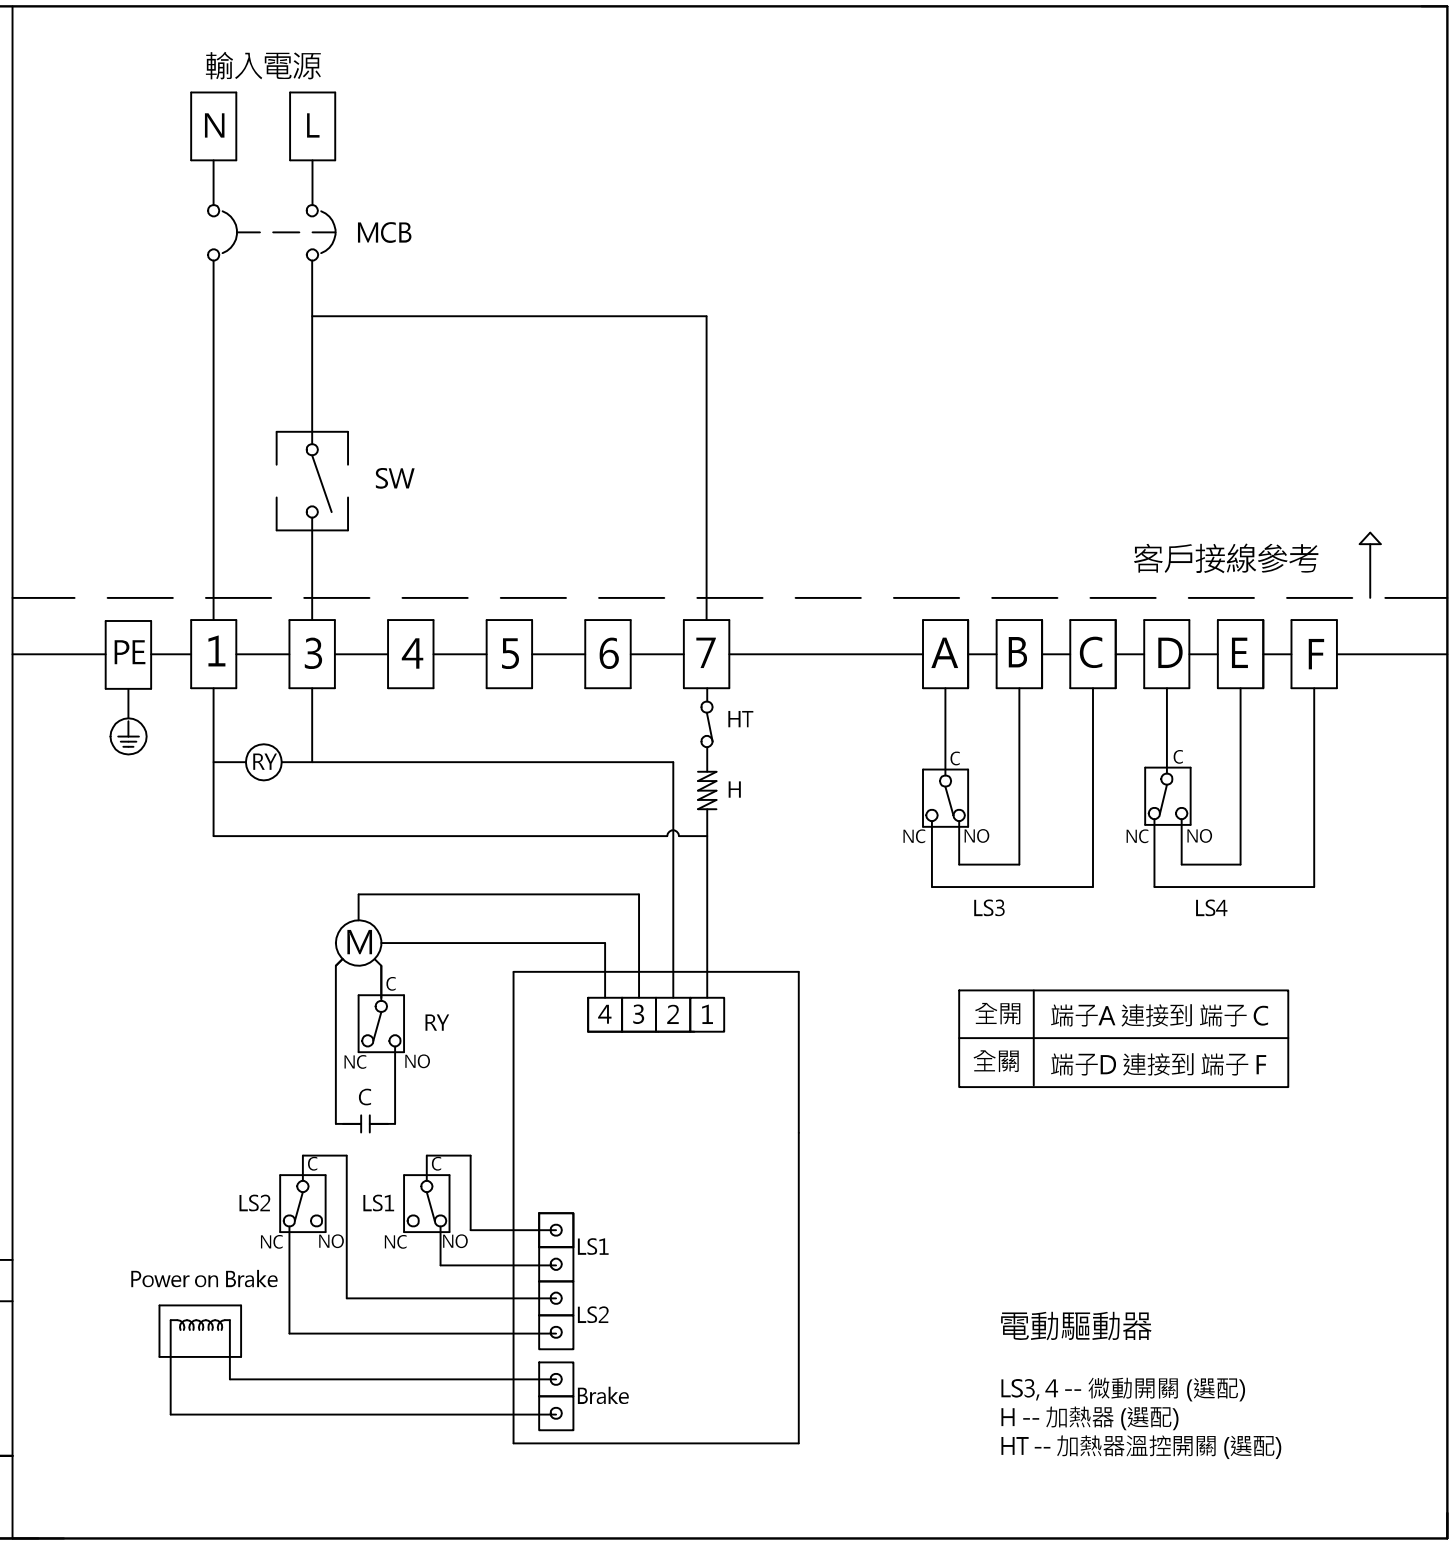 輸入電源
N L
MCB
SW
客戶接線參考
PE 1 3 4 5 6 7 A B C D E F
HT
RY
H
C C
NC NO NC NO
LS3 LS4
M
C
RY
NC NO
C
4 3 2 1
全開 端子A 連接到 端子 C
全關 端子D 連接到 端子 F
C C
LS2 LS1
NC NO NC NO
LS1
Power on Brake
LS2
Brake
電動驅動器
LS3, 4 -- 微動開關 (選配)
H -- 加熱器 (選配)
HT -- 加熱器溫控開關 (選配)